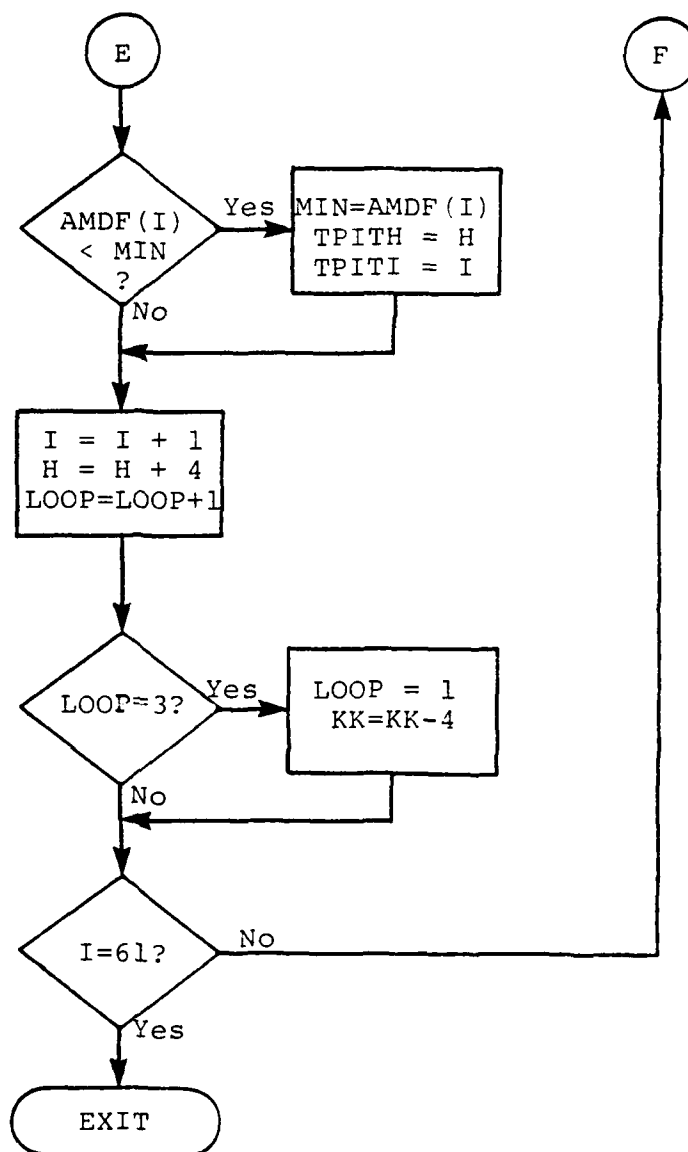 E
F
AMDF(I)
< MIN
?
Yes
MIN=AMDF(I)
TPITH = H
TPITI = I
No
I = I + 1
H = H + 4
LOOP=LOOP+1
LOOP=3?
Yes
LOOP = 1
KK=KK-4
No
I=61?
No
Yes
EXIT